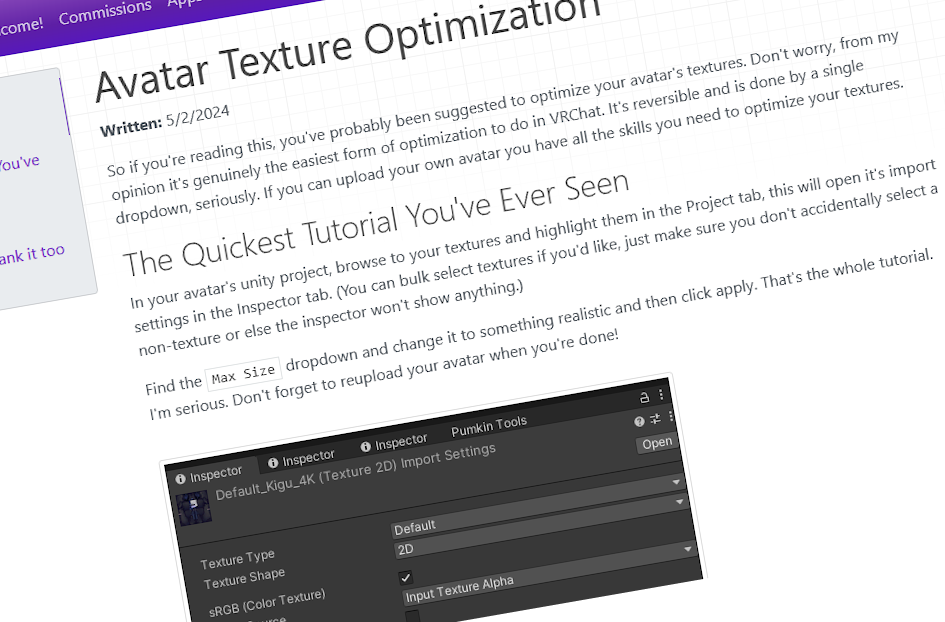 come! Commissions
Avatar Texture Optimization
Written: 5/2/2024
You've
ank it too
So if you're reading this, you've probably been suggested to optimize your avatar's textures. Don't worry, from my
opinion it's genuinely the easiest form of optimization to do in VRChat. It's reversible and is done by a single
dropdown, seriously. If you can upload your own avatar you have all the skills you need to optimize your textures.
The Quickest Tutorial You've Ever Seen
In your avatar's unity project, browse to your textures and highlight them in the Project tab, this will open it's import
settings in the Inspector tab. (You can bulk select textures if you'd like, just make sure you don't accidentally select a
non-texture or else the inspector won't show anything.)
Find the Max Size dropdown and change it to something realistic and then click apply. That's the whole tutorial.
I'm serious. Don't forget to reupload your avatar when you're done!
Inspector Inspector Inspector Pumkin Tools
Default_Kigu_4K (Texture 2D) Import Settings
Open
Texture Type Default
Texture Shape 2D
sRGB (Color Texture)
Input Texture Alpha